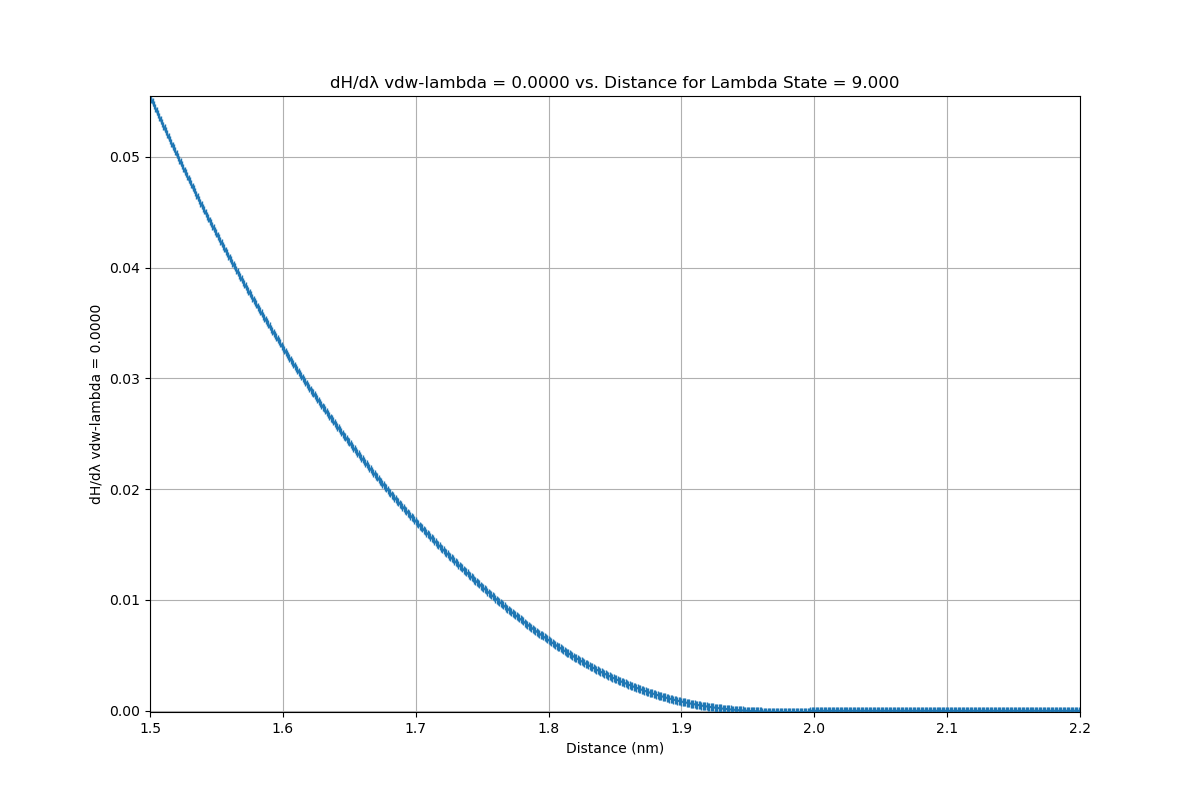 dH/dλ vdw-lambda = 0.0000 vs. Distance for Lambda State = 9.000
dH/dλ vdw-lambda = 0.0000
0.05
0.04
0.03
0.02
0.01
0.00
1.5 1.6 1.7 1.8 1.9 2.0 2.1 2.2
Distance (nm)